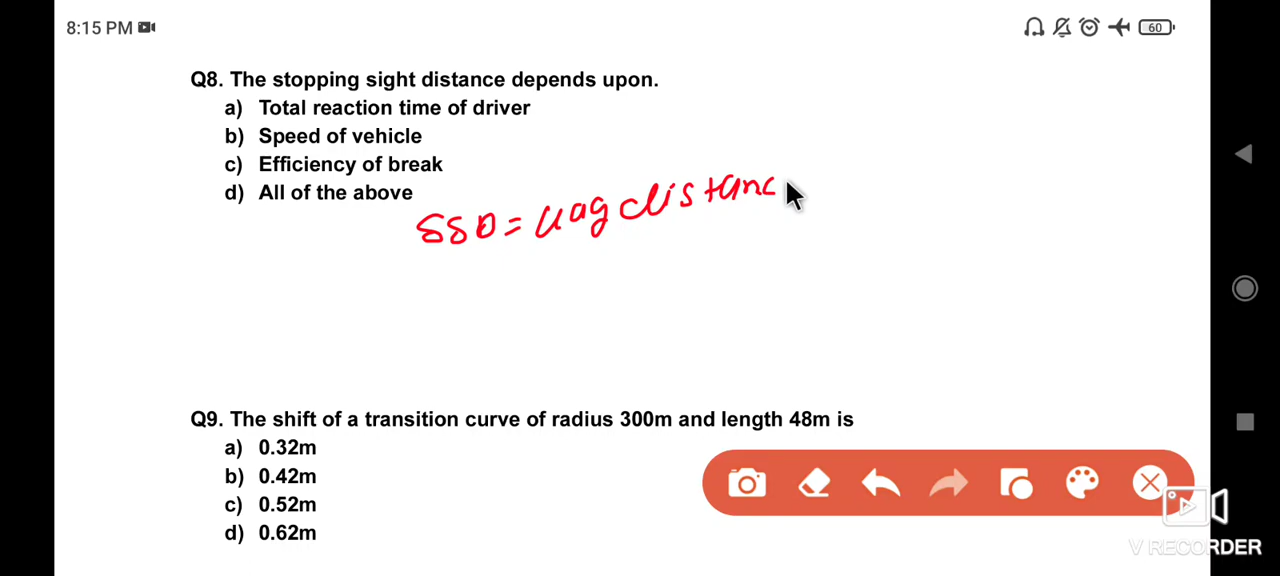 8:15 PM
60
Q8. The stopping sight distance depends upon.
a) Total reaction time of driver
b) Speed of vehicle
c) Efficiency of break
d) All of the above
SSD = lag distanc
Q9. The shift of a transition curve of radius 300m and length 48m is
a) 0.32m
b) 0.42m
c) 0.52m
d) 0.62m
V RECORDER